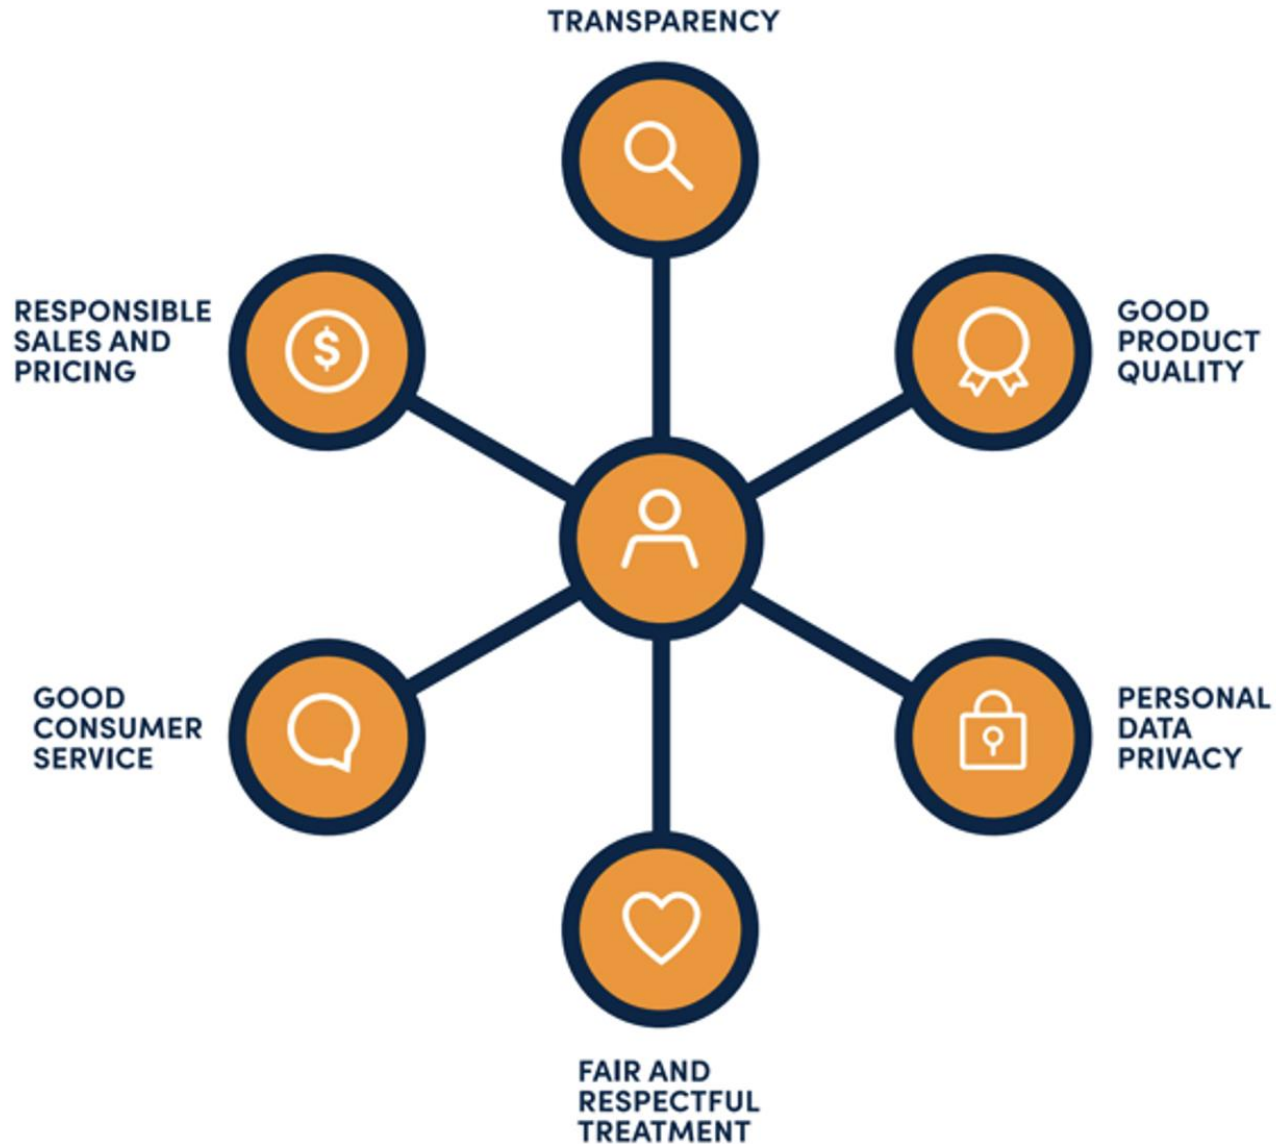 TRANSPARENCY
RESPONSIBLE
SALES AND
PRICING
$
GOOD
PRODUCT
QUALITY
GOOD
CONSUMER
SERVICE
PERSONAL
DATA
PRIVACY
FAIR AND
RESPECTFUL
TREATMENT